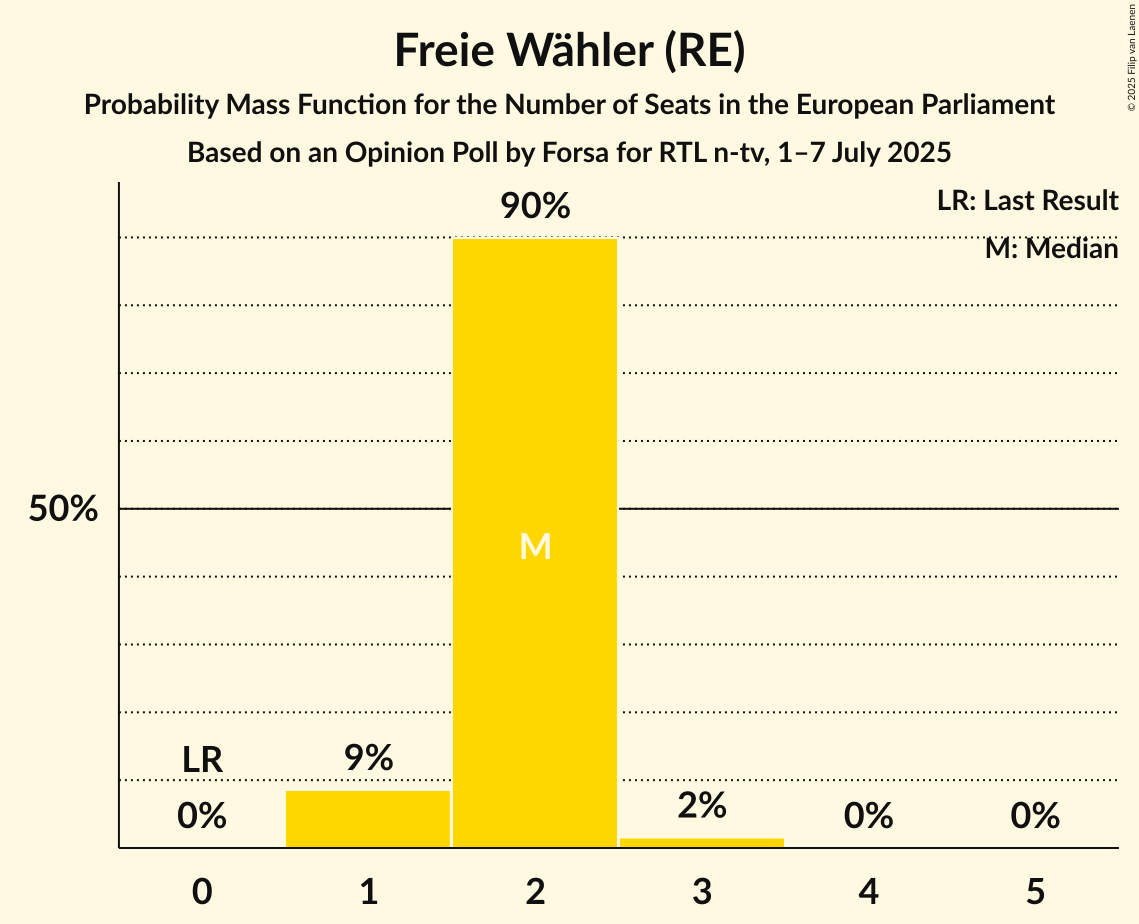 Freie Wähler (RE)
Probability Mass Function for the Number of Seats in the European Parliament
Based on an Opinion Poll by Forsa for RTL n-tv, 1–7 July 2025
© 2025 Filip van Laenen
LR: Last Result
M: Median
90%
50%
M
LR
0%
9%
2%
0%
0%
0
1
2
3
4
5